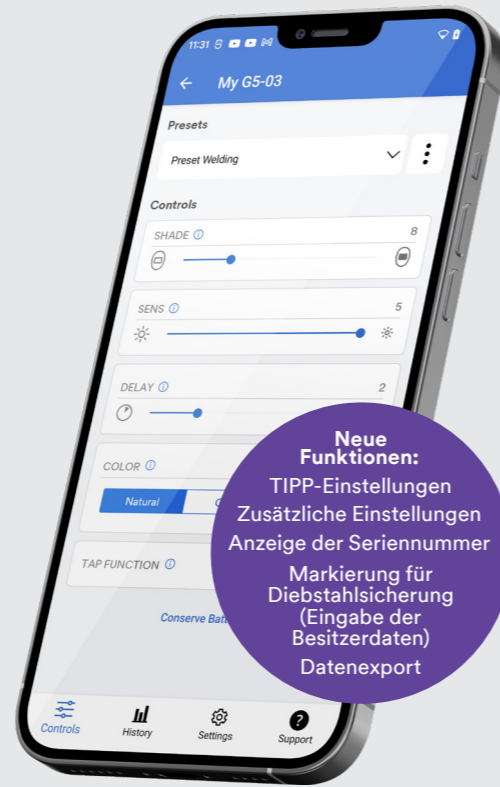 11:31
My G5-03
Presets
Preset Welding
Controls
SHADE
8
SENS
5
DELAY
2
COLOR
Natural
TAP FUNCTION
Conserve
Controls
History
Settings
Support
Neue
Funktionen:
TIPP-Einstellungen
Zusätzliche Einstellungen
Anzeige der Seriennummer
Markierung für
Diebstahlsicherung
(Eingabe der
Besitzerdaten)
Datenexport